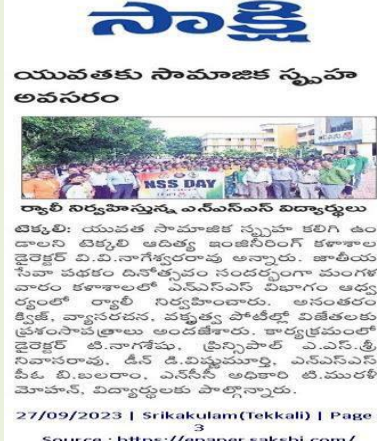 సాక్షి
యువతకు సామాజిక స్పృహ
అవసరం
NSS DAY
ర్యాలీ నిర్వహిస్తున్న ఎన్ఎస్ఎస్ విద్యార్థులు
టెక్కలి: యువత సామాజిక స్పృహ కలిగి ఉం
డాలని టెక్కలి ఆదిత్య ఇంజినీరింగ్ కళాశాల
డైరెక్టర్ వి.వి.నాగేశ్వరరావు అన్నారు. జాతీయ
సేవా పథకం దినోత్సవం సందర్భంగా మంగళ
వారం కళాశాలలో ఎన్ఎస్ఎస్ విభాగం ఆధ్వ
ర్యంలో ర్యాలీ నిర్వహించారు. అనంతరం
క్విజ్, వ్యాసరచన, వక్తృత్వ పోటీల్లో విజేతలకు
ప్రశంసాపత్రాలు అందజేశారు. కార్యక్రమంలో
డైరెక్టర్ టి.నాగశేషు, ప్రిన్సిపాల్ ఎ.ఎస్.శ్రీ
నివాసరావు, డీన్ డి.విష్ణుమూర్తి, ఎన్ఎస్ఎస్
పీఓ బి.బలరాం, ఎన్‌సీసీ అధికారి టి.మురళీ
మోహన్, విద్యార్థులకు పాల్గొన్నారు.
27/09/2023 | Srikakulam(Tekkali) | Page
3
Source : https://epaper.sakshi.com/